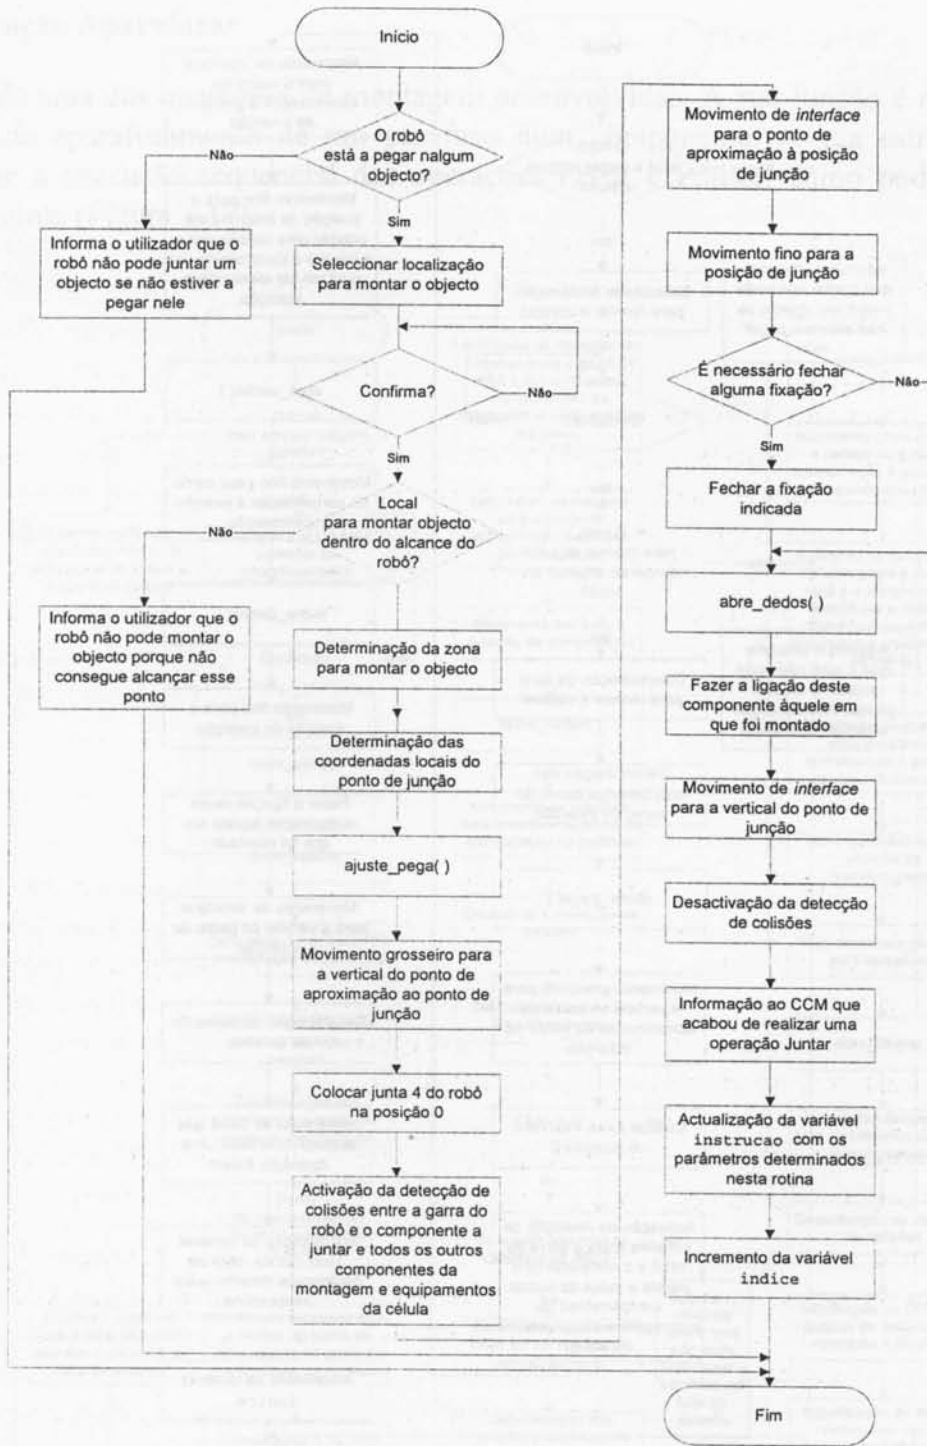 Início
O robô
está a pegar nalgum
objecto?
Não
Sim
Informa o utilizador que o
robô não pode juntar um
objecto se não estiver a
pegar nele
Seleccionar localização
para montar o objecto
Confirma?
Não
Sim
Local
para montar objecto
dentro do alcance do
robô?
Não
Informa o utilizador que o
robô não pode montar o
objecto porque não
consegue alcançar esse
ponto
Determinação da zona
para montar o objecto
Determinação das
coordenadas locais do
ponto de junção
ajuste_pega( )
Movimento grosseiro para
a vertical do ponto de
aproximação ao ponto de
junção
Colocar junta 4 do robô
na posição 0
Activação da detecção de
colisões entre a garra do
robô e o componente a
juntar e todos os outros
componentes da
montagem e equipamentos
da célula
Movimento de interface
para o ponto de
aproximação à posição
de junção
Movimento fino para a
posição de junção
É necessário fechar
alguma fixação?
Não
Sim
Fechar a fixação
indicada
abre_dedos( )
Fazer a ligação deste
componente àquele em
que foi montado
Movimento de interface
para a vertical do ponto de
junção
Desactivação da detecção
de colisões
Informação ao CCM que
acabou de realizar uma
operação Juntar
Actualização da variável
instrucao com os
parâmetros determinados
nesta rotina
Incremento da variável
indice
Fim